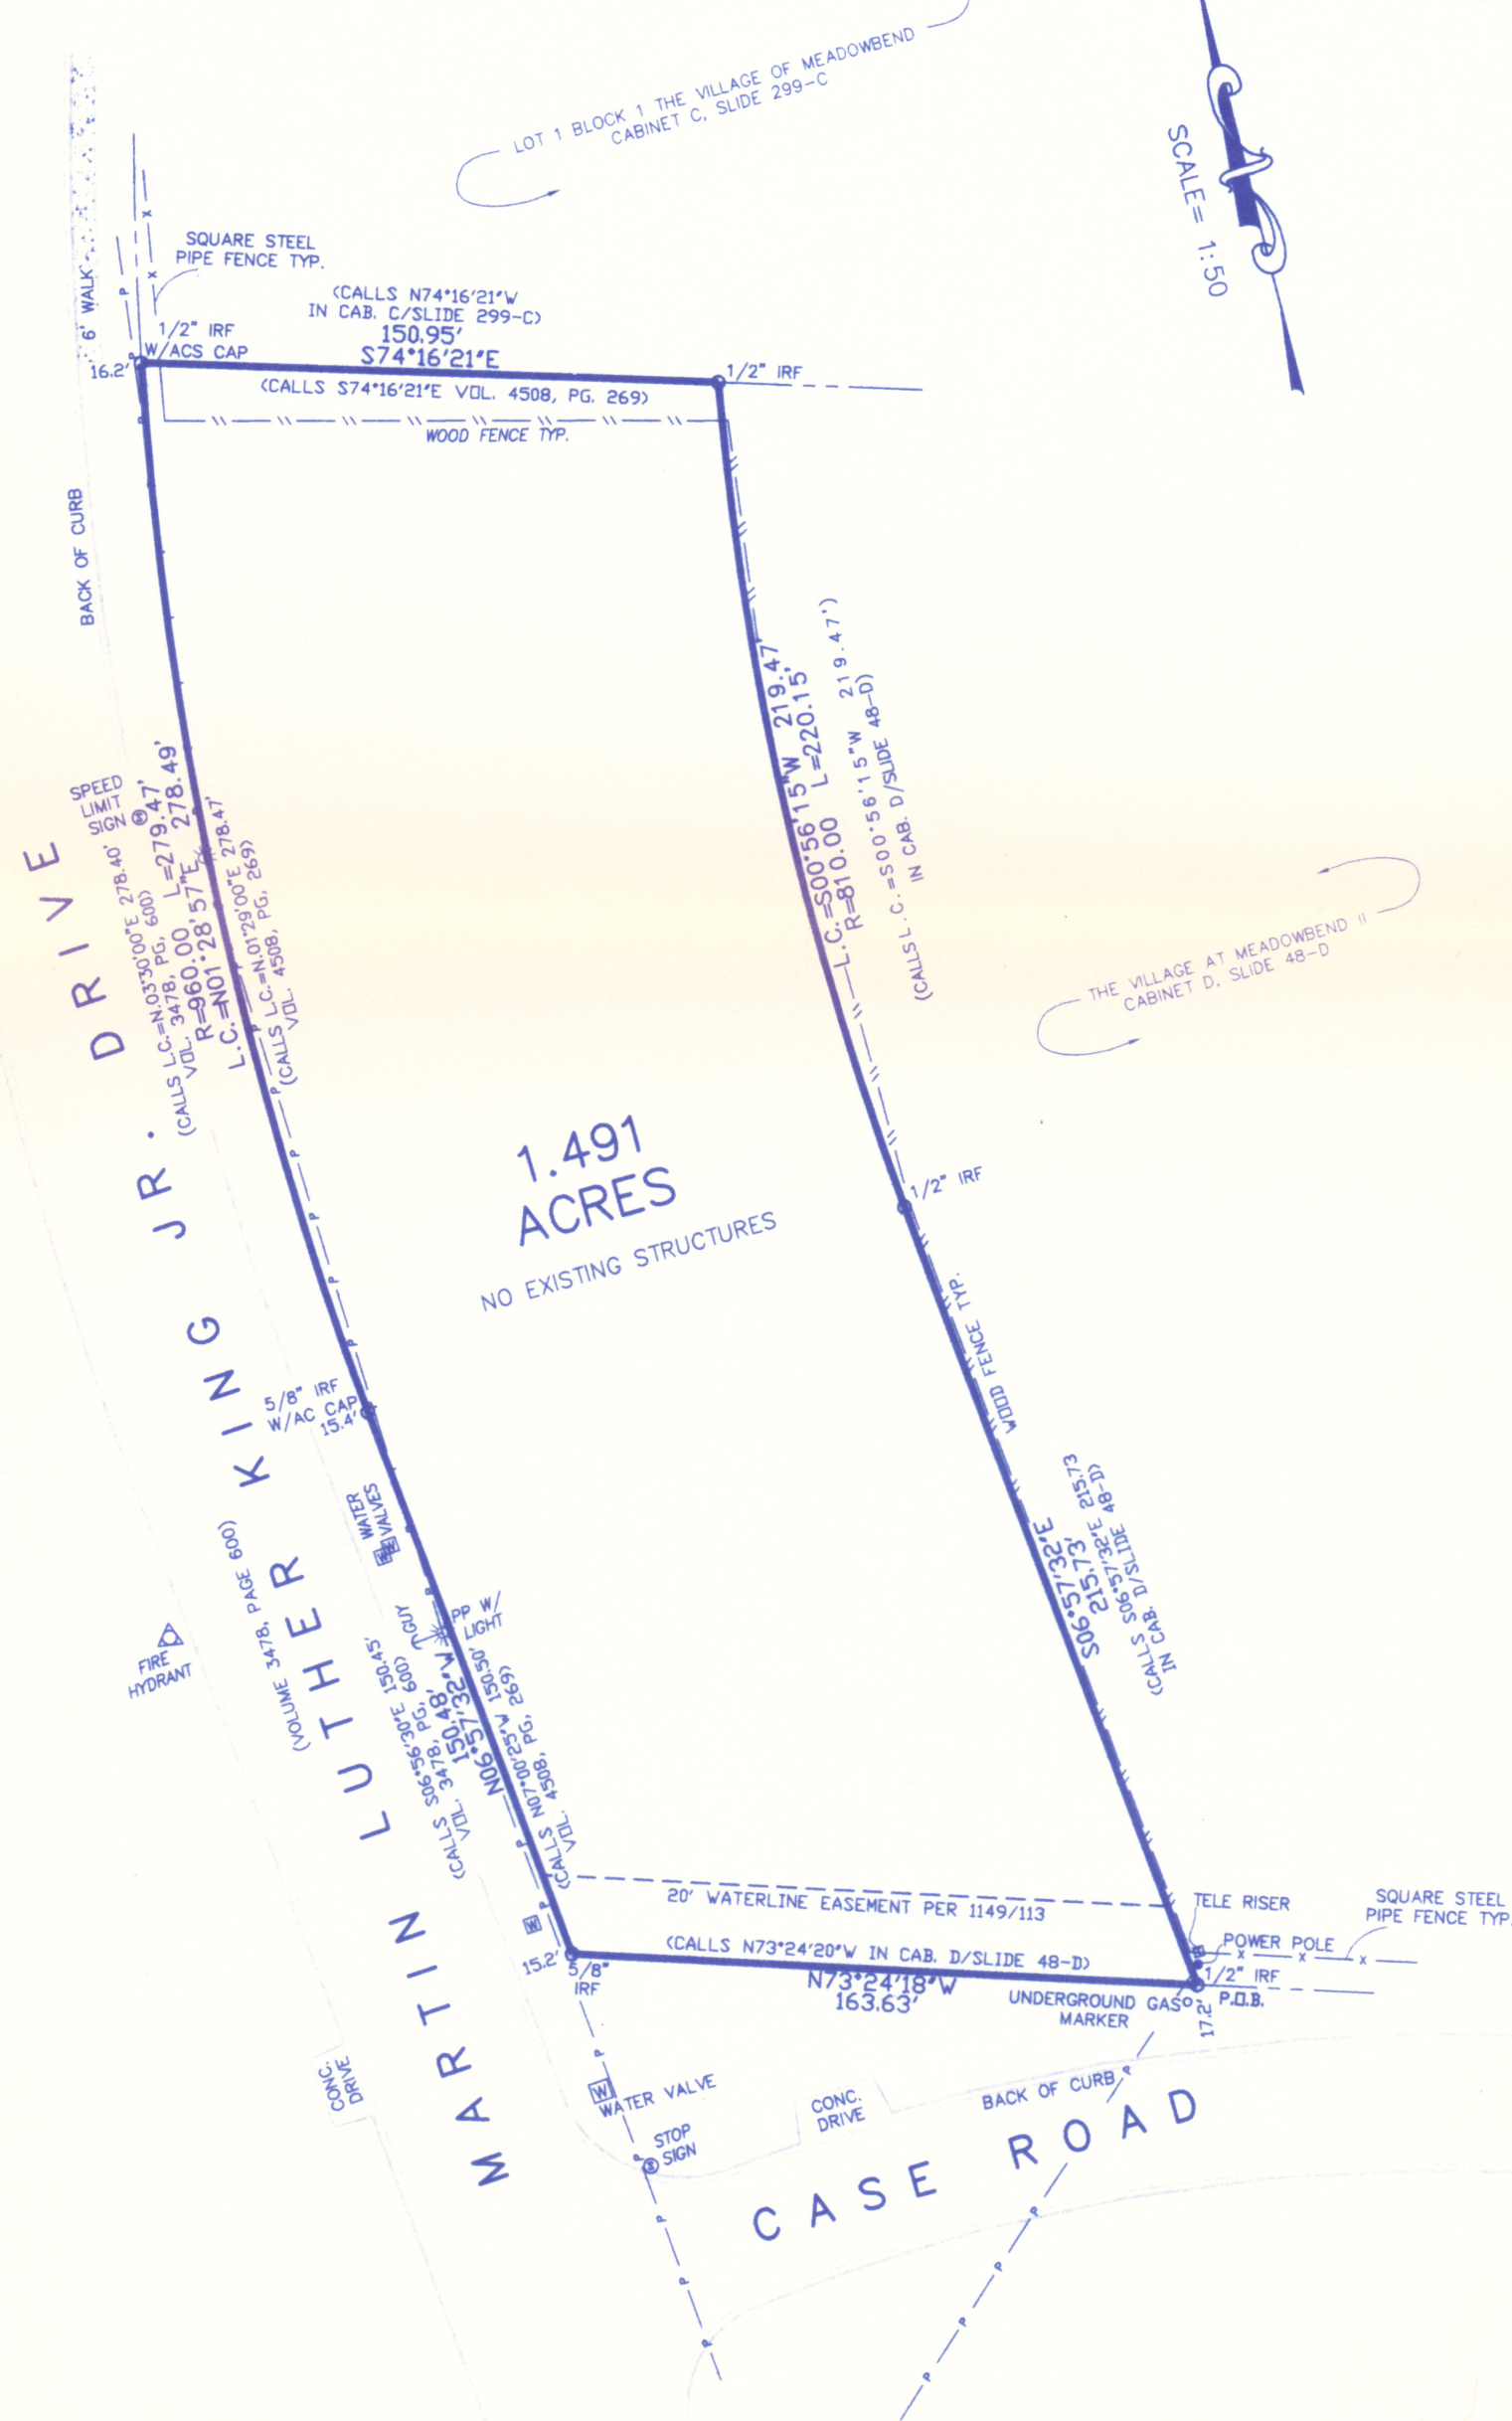 LOT 1 BLOCK 1 THE VILLAGE OF MEADOWBEND
CABINET C, SLIDE 299-C
SCALE= 1:50
6' WALK
SQUARE STEEL
PIPE FENCE TYP.
(CALLS N74°16'21"W
IN CAB. C/SLIDE 299-C)
150.95'
S74°16'21"E
1/2" IRF
W/ACS CAP
16.2'
1/2" IRF
(CALLS S74°16'21"E VOL. 4508, PG. 269)
WOOD FENCE TYP.
BACK OF CURB
SPEED
LIMIT
SIGN
(CALLS L.C.=N.03°30'00"E 278.40'
VOL. 3478, PG, 600)
R=960.00 L=279.47'
L.C.=N01°28'57"E 278.49'
(CALLS L.C.=N.01°29'00"E 278.47'
VOL. 4508, PG, 269)
L.C.=S00°56'15"W 219.47'
R=810.00 L=220.15'
(CALLS L.C.=S00°56'15"W 219.47')
IN CAB. D/SLIDE 48-D)
THE VILLAGE AT MEADOWBEND II
CABINET D, SLIDE 48-D
1.491
ACRES
NO EXISTING STRUCTURES
1/2" IRF
WOOD FENCE TYP.
5/8" IRF
W/AC CAP
15.4'
WATER
VALVES
W
MARTIN LUTHER KING JR. DRIVE
(VOLUME 3478, PAGE 600)
FIRE
HYDRANT
GUY
PP W/
LIGHT
(CALLS S06°56'30"E 150.45'
VOL. 3478, PG, 600)
150.48'
N06°57'32"W
(CALLS N07°00'25"W 150.50'
VOL. 4508, PG, 269)
S06°57'32"E
215.73'
(CALLS S06°57'32"E 215.73
IN CAB. D/SLIDE 48-D)
20' WATERLINE EASEMENT PER 1149/113
TELE RISER
SQUARE STEEL
PIPE FENCE TYP.
POWER POLE
W
15.2'
5/8"
IRF
(CALLS N73°24'20"W IN CAB. D/SLIDE 48-D)
N73°24'18"W
163.63'
1/2" IRF
P.O.B.
UNDERGROUND GAS
MARKER
17.2'
CONC.
DRIVE
W
WATER VALVE
STOP
SIGN
CONC.
DRIVE
BACK OF CURB
CASE ROAD